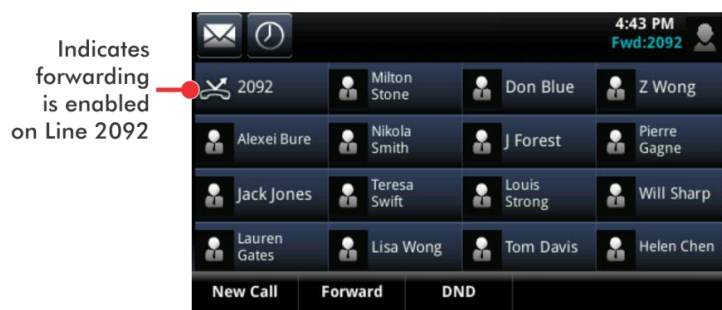 Indicates
forwarding
is enabled
on Line 2092
4:43 PM
Fwd:2092
2092
Milton
Stone
Don Blue
Z Wong
Alexei Bure
Nikola
Smith
J Forest
Pierre
Gagne
Jack Jones
Teresa
Swift
Louis
Strong
Will Sharp
Lauren
Gates
Lisa Wong
Tom Davis
Helen Chen
New Call
Forward
DND